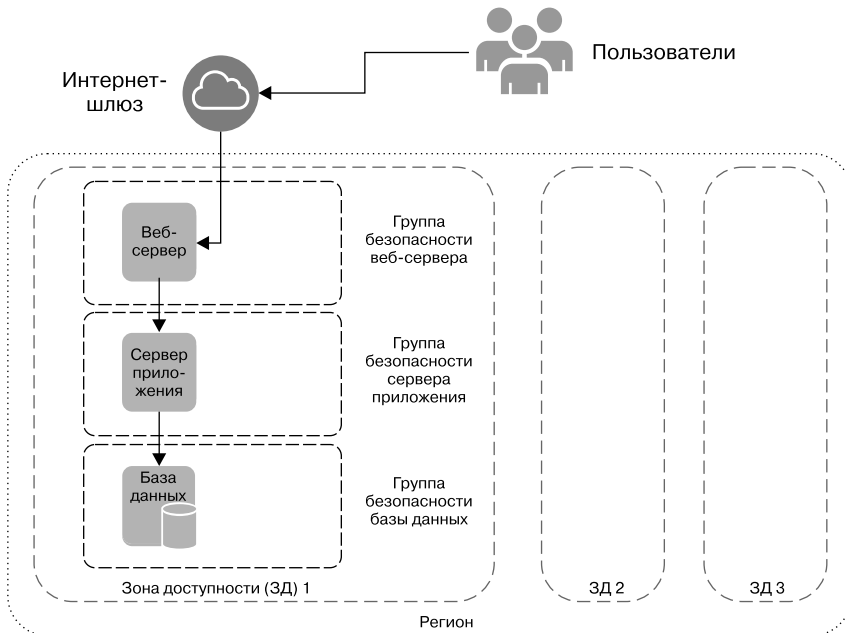 Пользователи
Интернет-
шлюз
Веб-
сервер
Группа
безопасности
веб-сервера
Сервер
прило-
жения
Группа
безопасности
сервера
приложения
База
данных
Группа
безопасности
базы данных
Зона доступности (ЗД) 1
ЗД 2
ЗД 3
Регион